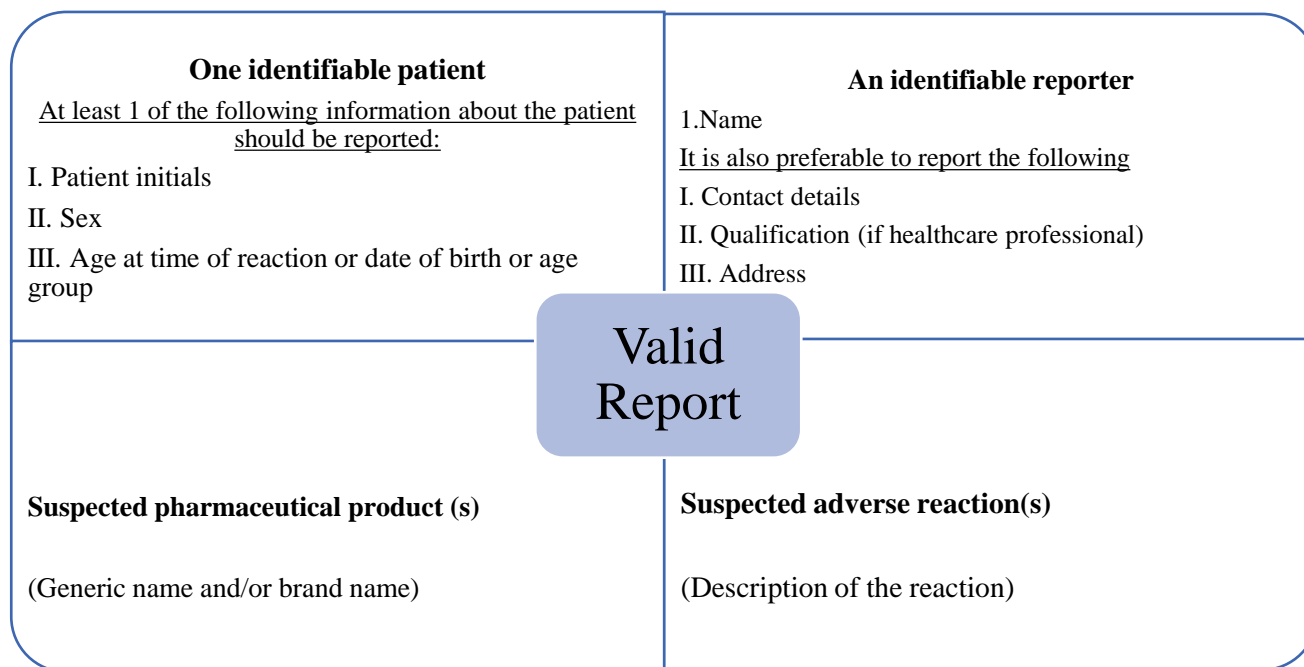 One identifiable patient
At least 1 of the following information about the patient
should be reported:
I. Patient initials
II. Sex
III. Age at time of reaction or date of birth or age
group
An identifiable reporter
1.Name
It is also preferable to report the following
I. Contact details
II. Qualification (if healthcare professional)
III. Address
Valid
Report
Suspected pharmaceutical product (s)
(Generic name and/or brand name)
Suspected adverse reaction(s)
(Description of the reaction)